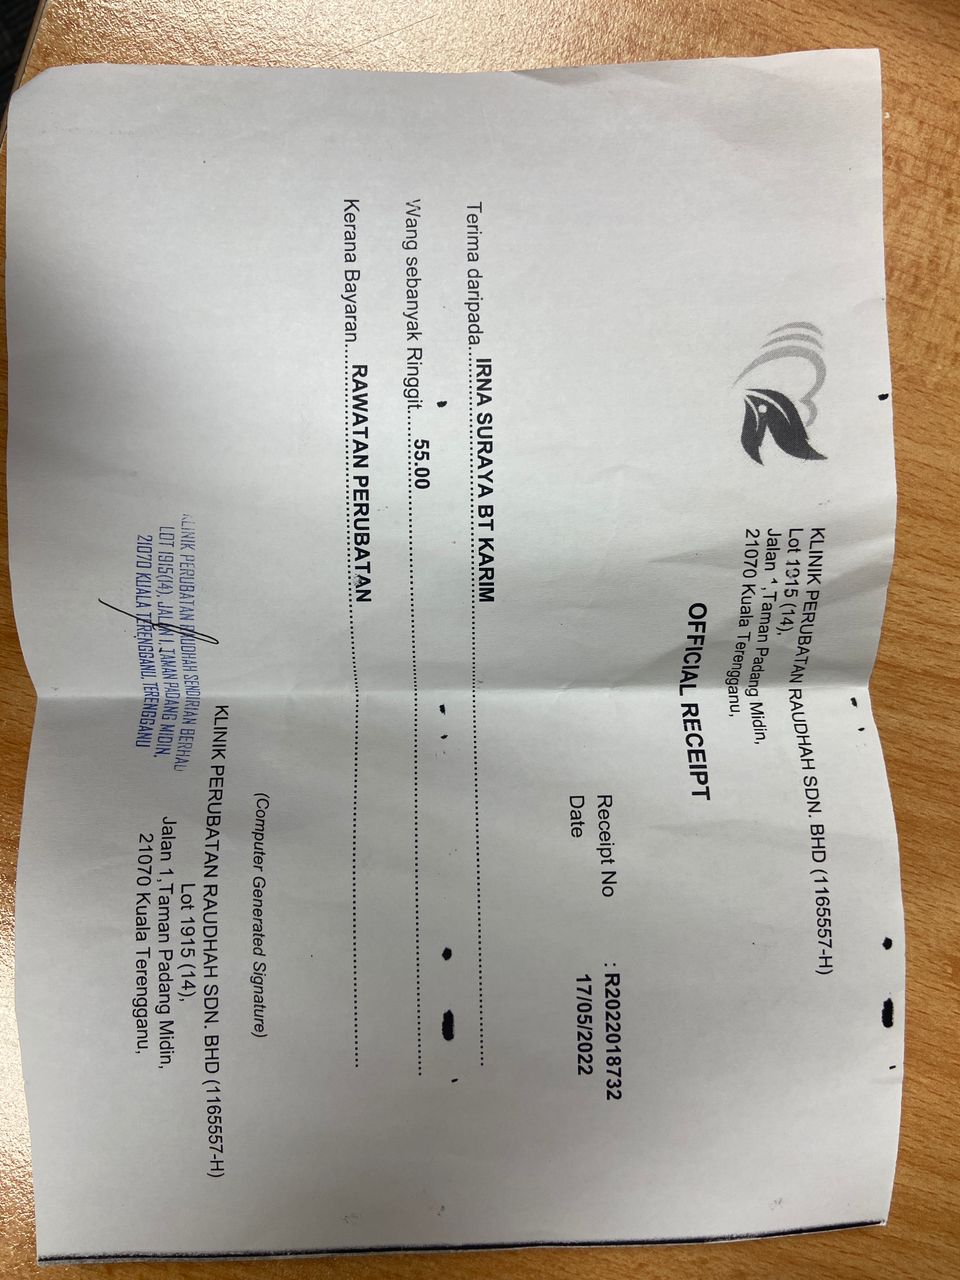 KLINIK PERUBATAN RAUDHAH SDN. BHD (1165557-H)
Lot 1915 (14),
Jalan 1,Taman Padang Midin,
21070 Kuala Terengganu,
OFFICIAL RECEIPT
Receipt No : R2022018732
Date 17/05/2022
Terima daripada...IRNA SURAYA BT KARIM
Wang sebanyak Ringgit.....55.00
Kerana Bayaran....RAWATAN PERUBATAN
(Computer Generated Signature)
KLINIK PERUBATAN RAUDHAH SDN. BHD (1165557-H)
Lot 1915 (14),
Jalan 1,Taman Padang Midin,
21070 Kuala Terengganu,
KLINIK PERUBATAN RAUDHAH SENDIRIAN BERHAD
LOT 1915(14), JALAN 1, TAMAN PADANG MIDIN,
21070 KUALA TERENGGANU, TERENGGANU